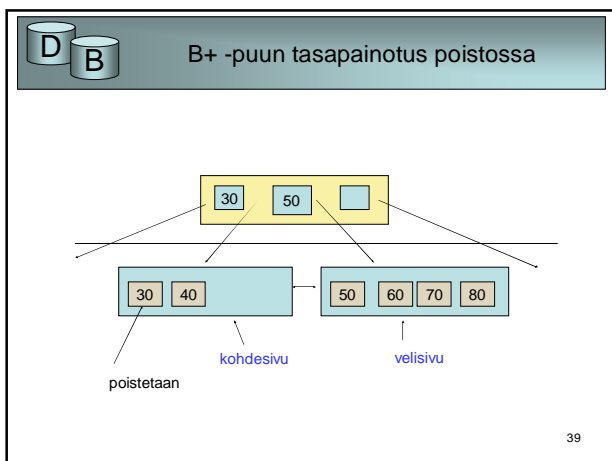 D B
B+ -puun tasapainotus poistossa
30 50
30 40 50 60 70 80
kohdesivu velisivu
poistetaan
39